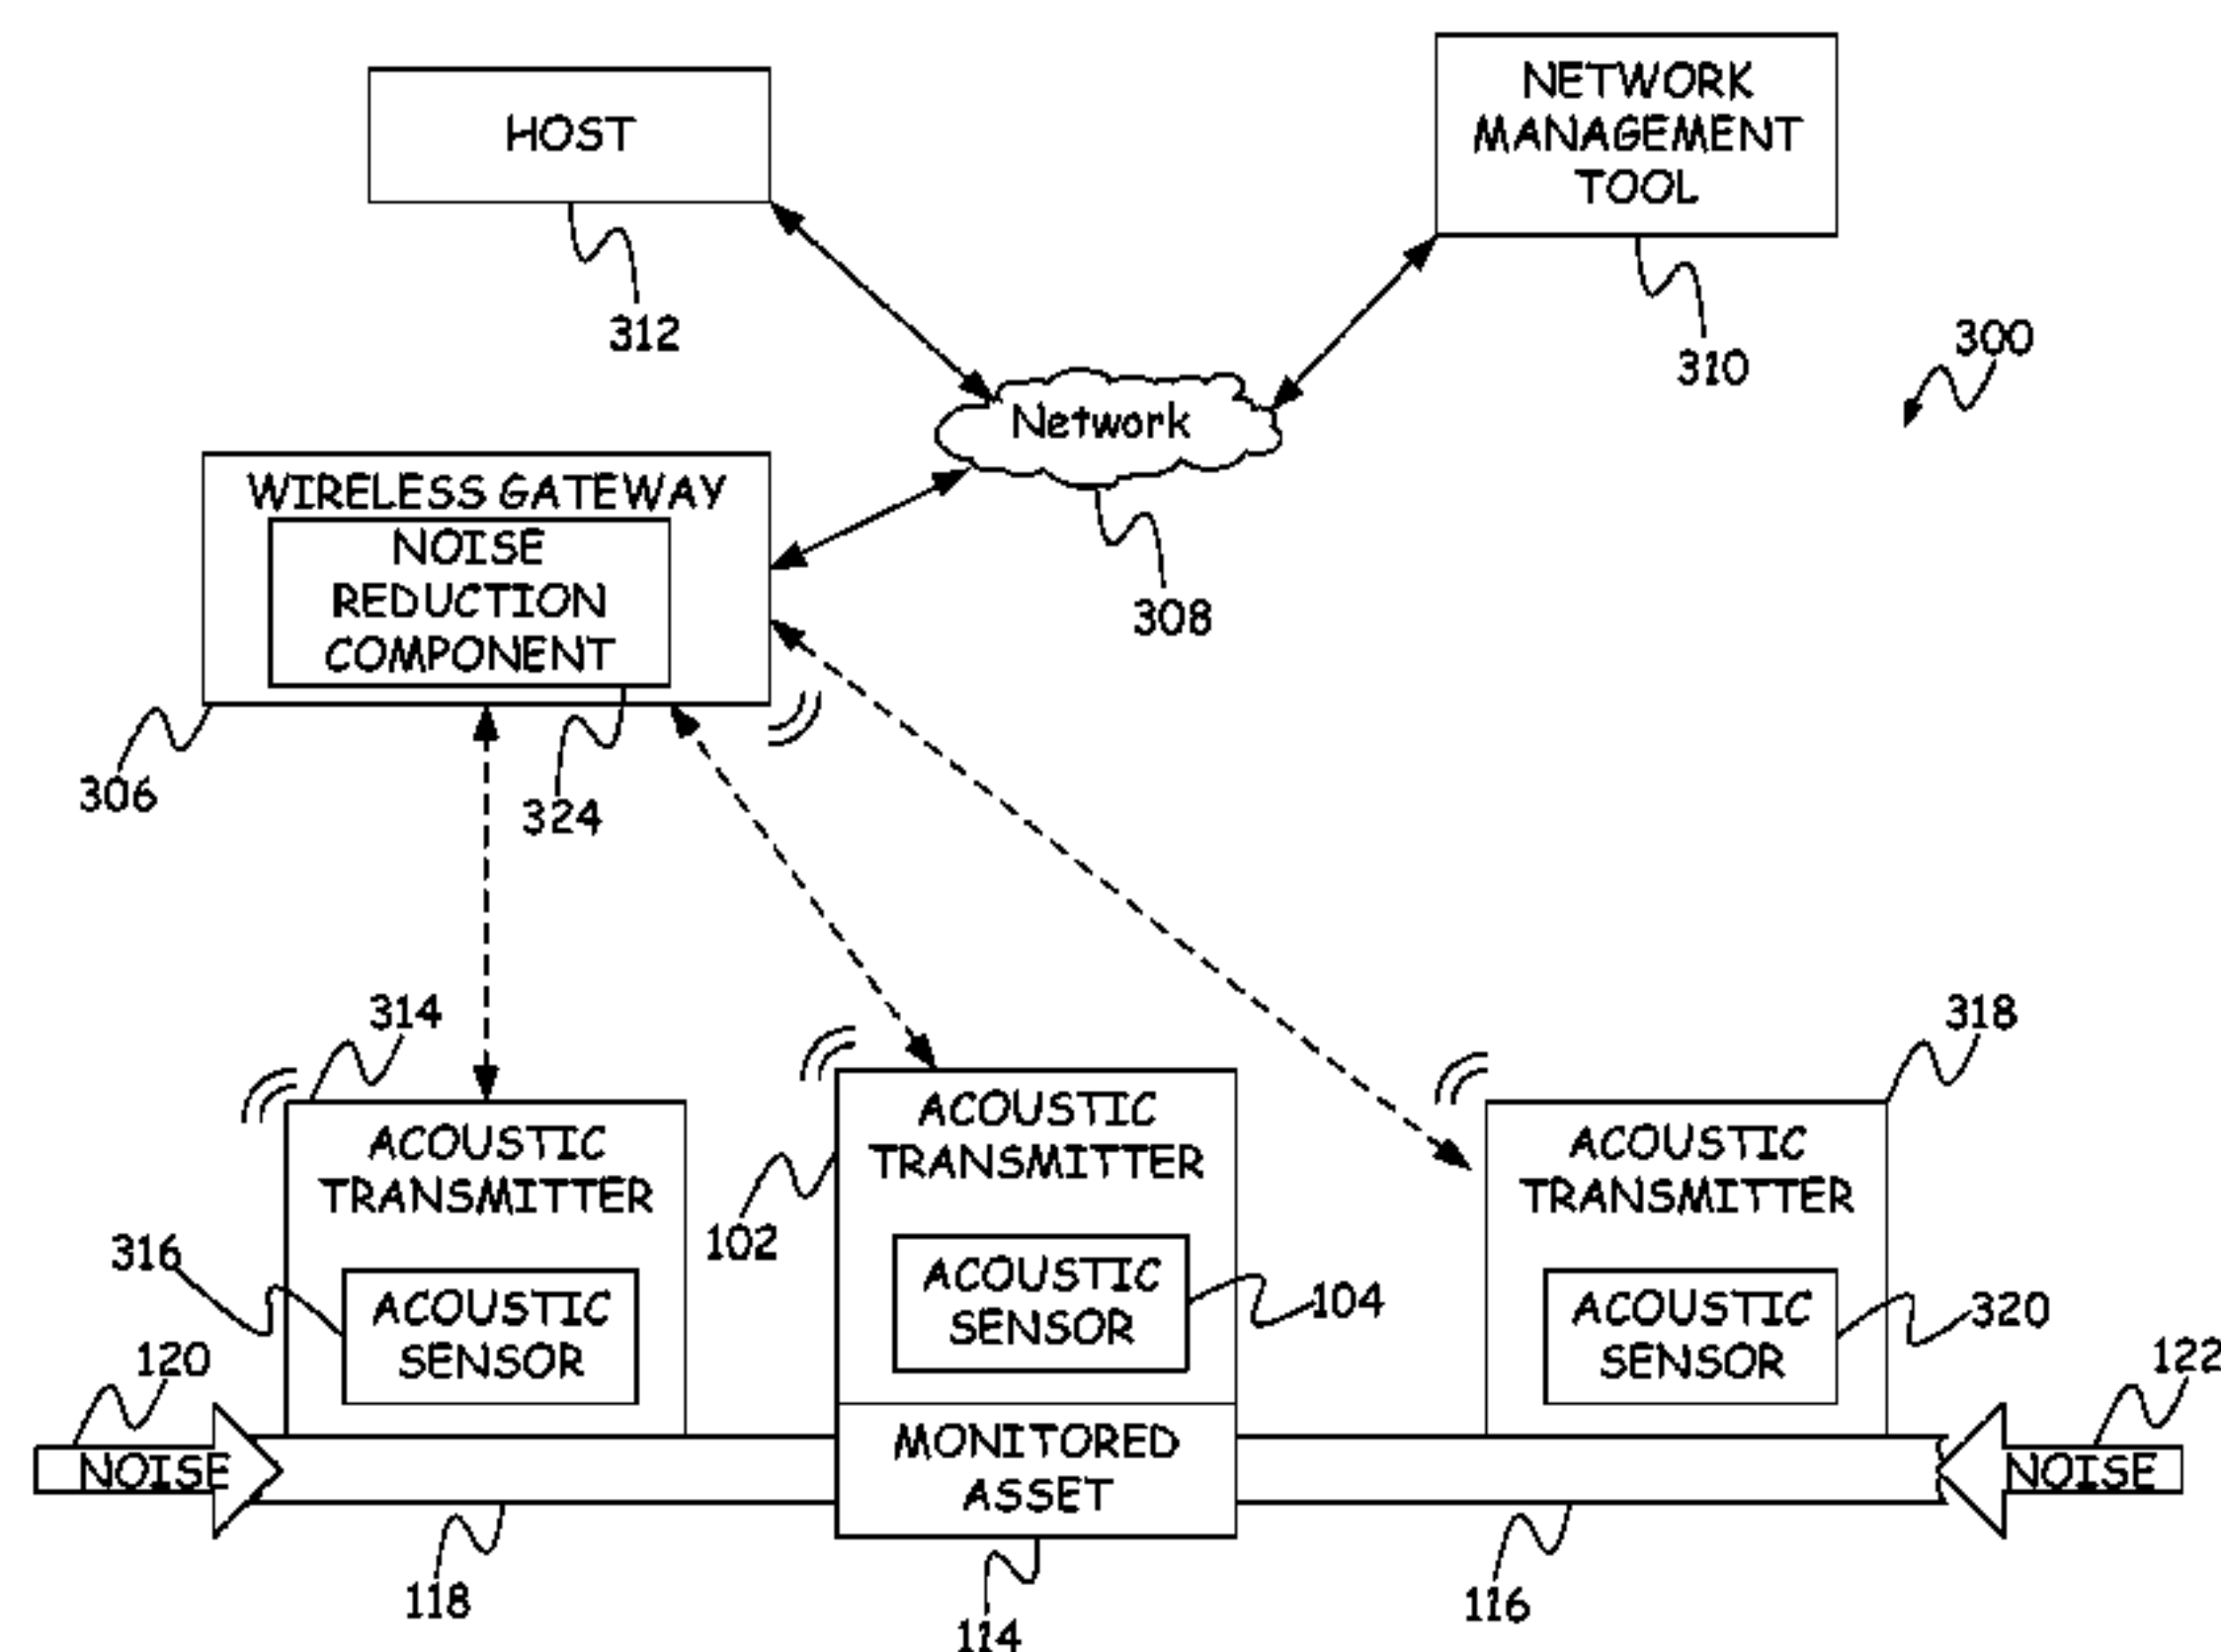 HOST
312
NETWORK
MANAGEMENT
TOOL
310
300
Network
308
WIRELESS GATEWAY
NOISE
REDUCTION
COMPONENT
306
324
314
ACOUSTIC
TRANSMITTER
316
ACOUSTIC
SENSOR
102
ACOUSTIC
TRANSMITTER
ACOUSTIC
SENSOR
104
318
ACOUSTIC
TRANSMITTER
ACOUSTIC
SENSOR
320
120
NOISE
118
MONITORED
ASSET
114
116
122
NOISE